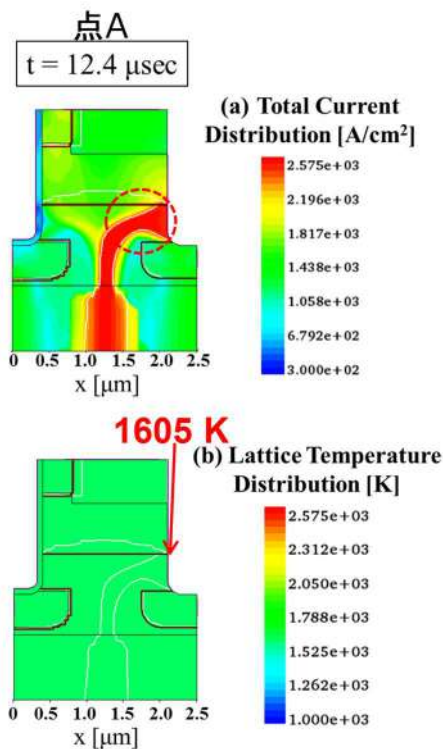 点A
t = 12.4 μsec
(a) Total Current
Distribution [A/cm²]
2.575e+03
2.196e+03
1.817e+03
1.438e+03
1.058e+03
6.792e+02
3.000e+02
0 0.5 1.0 1.5 2.0 2.5
x [μm]
1605 K
(b) Lattice Temperature
Distribution [K]
2.575e+03
2.312e+03
2.050e+03
1.788e+03
1.525e+03
1.262e+03
1.000e+03
0 0.5 1.0 1.5 2.0 2.5
x [μm]